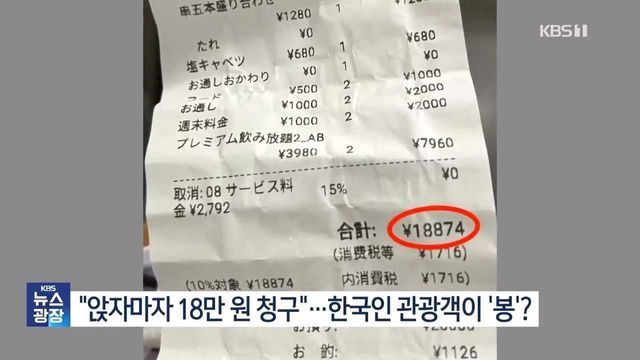 串五本盛り合わせ
¥1280 1
たれ
¥0 ¥680
塩キャベツ 1
¥680 ¥0
お通しおかわり 1
¥0 ¥1000
フード 2
¥500 ¥2000
お通し 2
¥1000 ¥2000
週末料金 2
¥1000
プレミアム飲み放題2_AB
¥3980 2 ¥7960
取消: 08 サービス料 15% ¥0
金 ¥2,792
合計: ¥18874
(消費税等 ¥1716)
(10%対象 ¥18874 内消費税 ¥1716)
お釣: ¥1126
KBS 1
KBS
뉴스
광장
"앉자마자 18만 원 청구"…한국인 관광객이 '봉'?